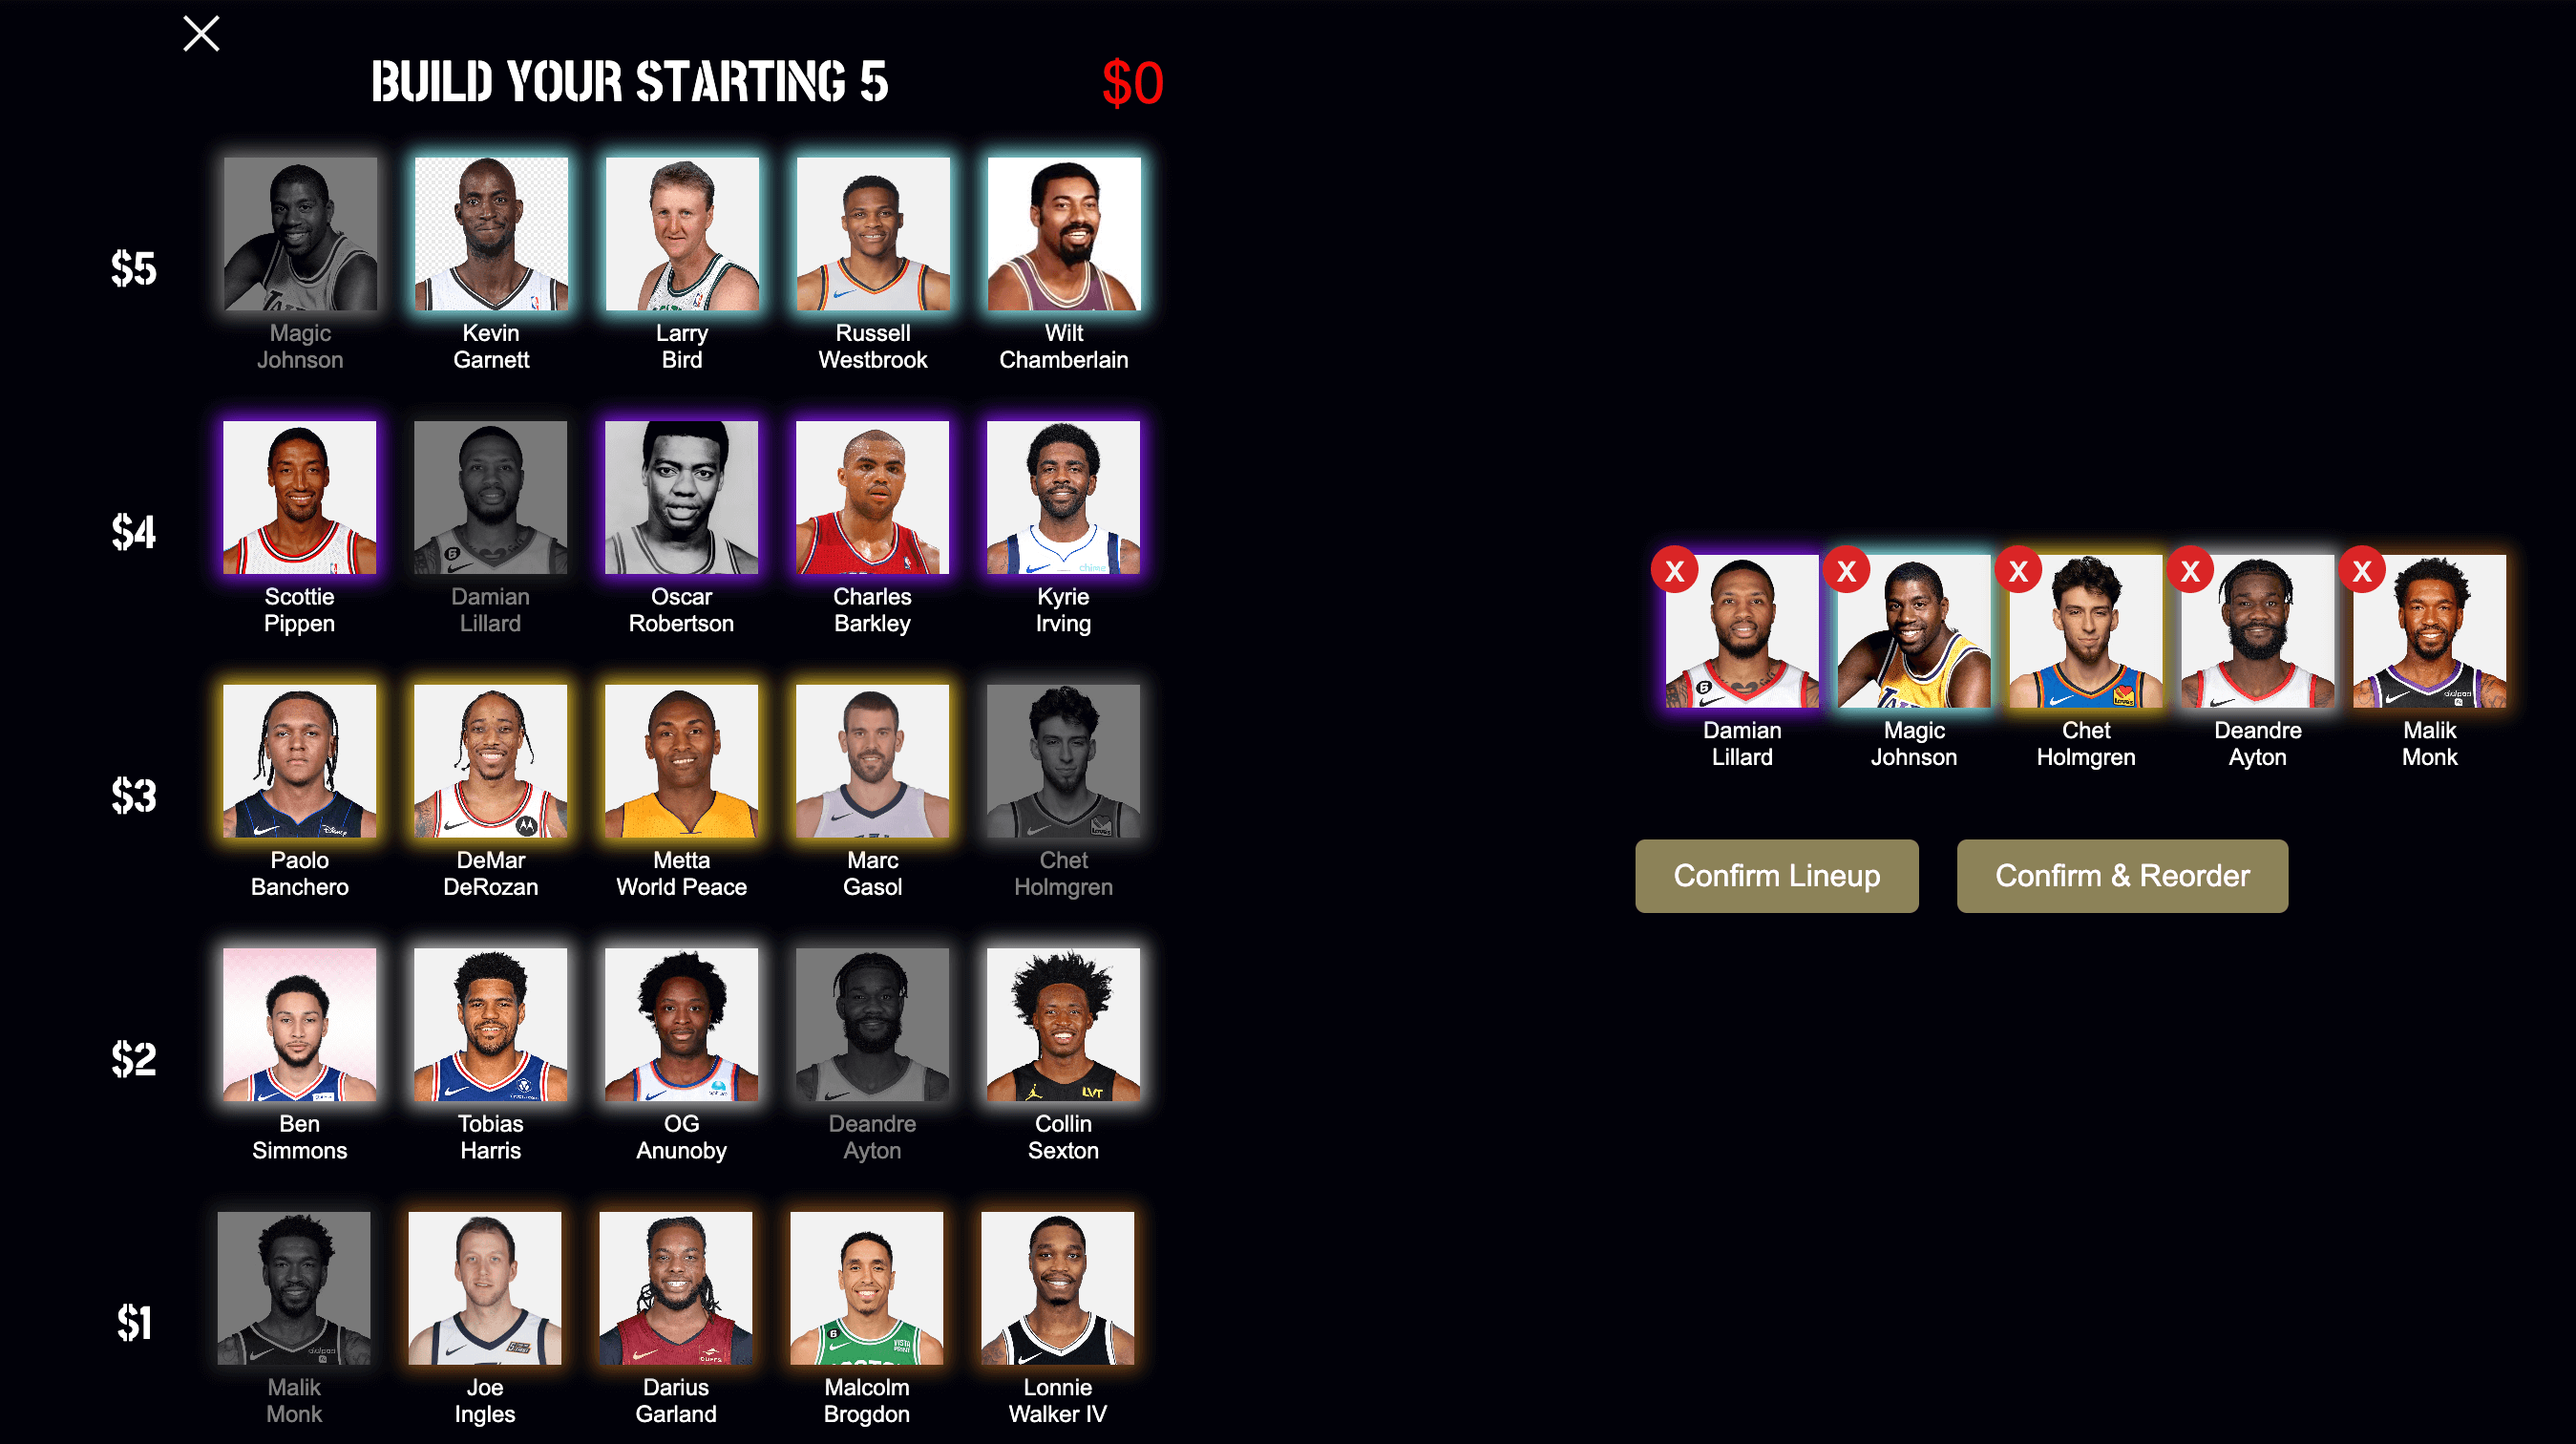 BUILD YOUR STARTING 5
$0
$5
Magic
Johnson
Kevin
Garnett
Larry
Bird
Russell
Westbrook
Wilt
Chamberlain
$4
Scottie
Pippen
Damian
Lillard
Oscar
Robertson
Charles
Barkley
Kyrie
Irving
$3
Paolo
Banchero
DeMar
DeRozan
Metta
World Peace
Marc
Gasol
Chet
Holmgren
$2
Ben
Simmons
Tobias
Harris
OG
Anunoby
Deandre
Ayton
Collin
Sexton
$1
Malik
Monk
Joe
Ingles
Darius
Garland
Malcolm
Brogdon
Lonnie
Walker IV
X
X
X
X
X
Damian
Lillard
Magic
Johnson
Chet
Holmgren
Deandre
Ayton
Malik
Monk
Confirm Lineup
Confirm & Reorder